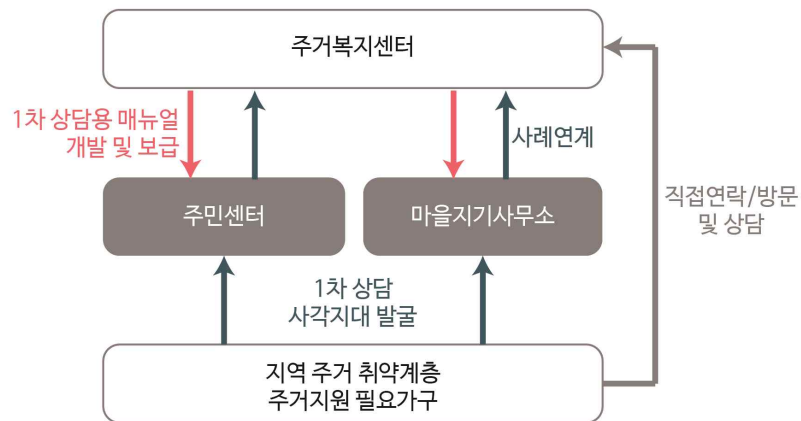 주거복지센터
1차 상담용 매뉴얼
개발 및 보급
사례연계
주민센터
마을지기사무소
직접연락/방문
및 상담
1차 상담
사각지대 발굴
지역 주거 취약계층
주거지원 필요가구